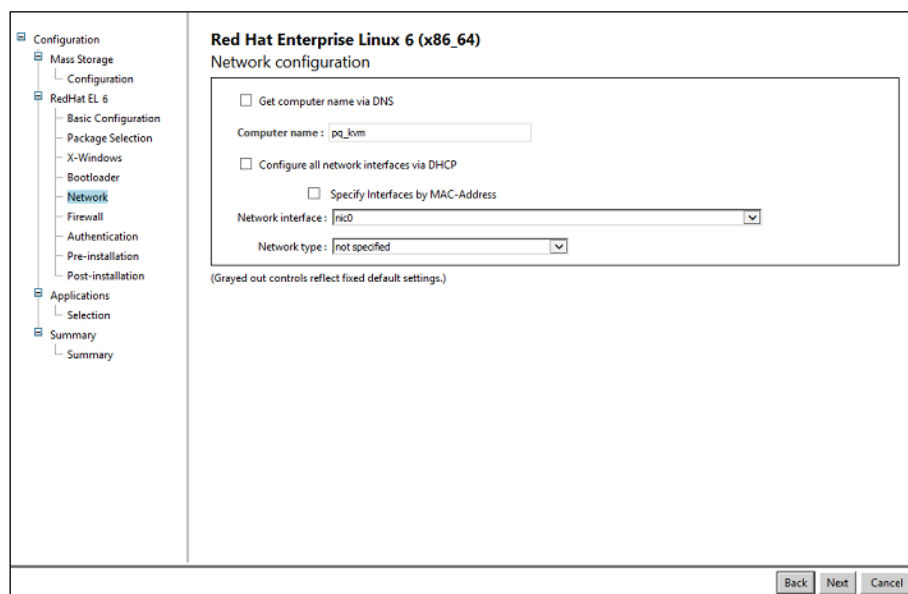 Configuration
Mass Storage
Configuration
RedHat EL 6
Basic Configuration
Package Selection
X-Windows
Bootloader
Network
Firewall
Authentication
Pre-installation
Post-installation
Applications
Selection
Summary
Summary
Red Hat Enterprise Linux 6 (x86_64)
Network configuration
Get computer name via DNS
Computer name : pq_kvm
Configure all network interfaces via DHCP
Specify Interfaces by MAC-Address
Network interface : nic0
Network type : not specified
(Grayed out controls reflect fixed default settings.)
Back Next Cancel